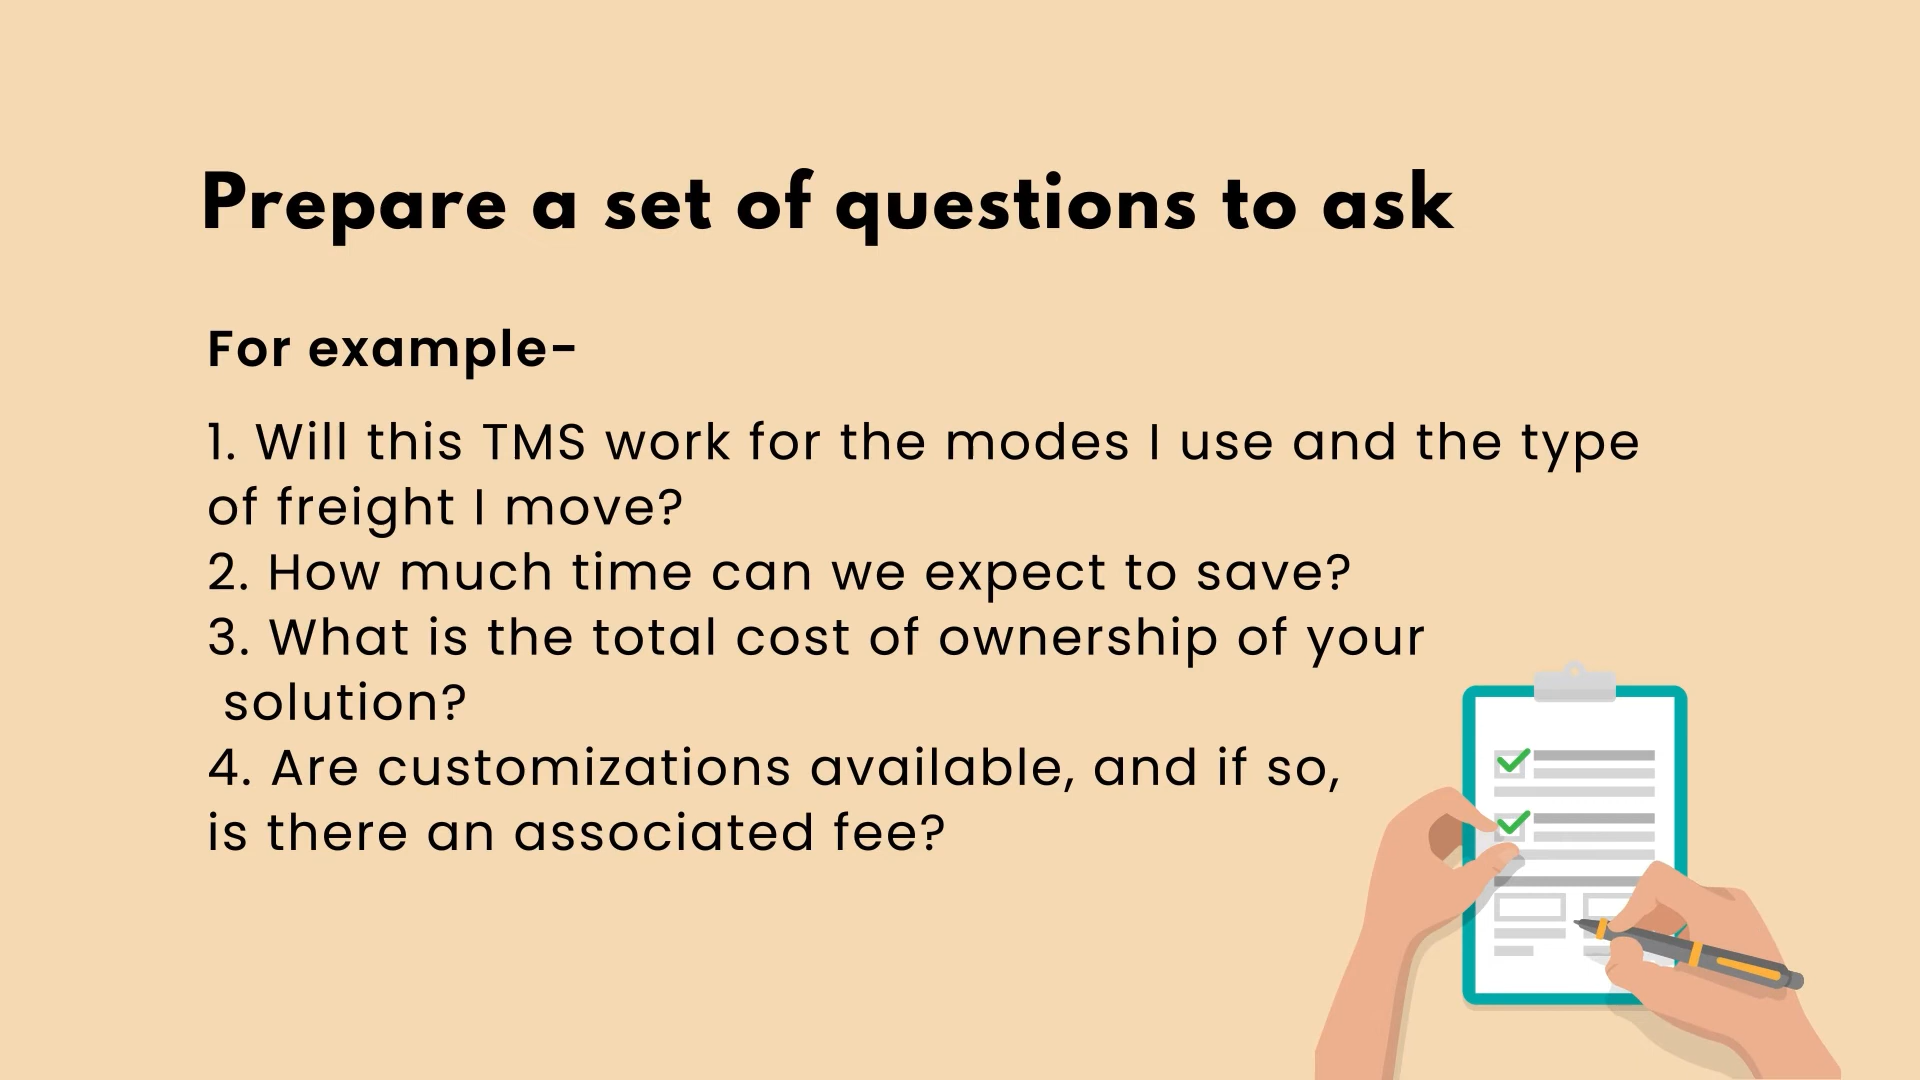 Prepare a set of questions to ask
For example-
1. Will this TMS work for the modes I use and the type
of freight I move?
2. How much time can we expect to save?
3. What is the total cost of ownership of your
solution?
4. Are customizations available, and if so,
is there an associated fee?